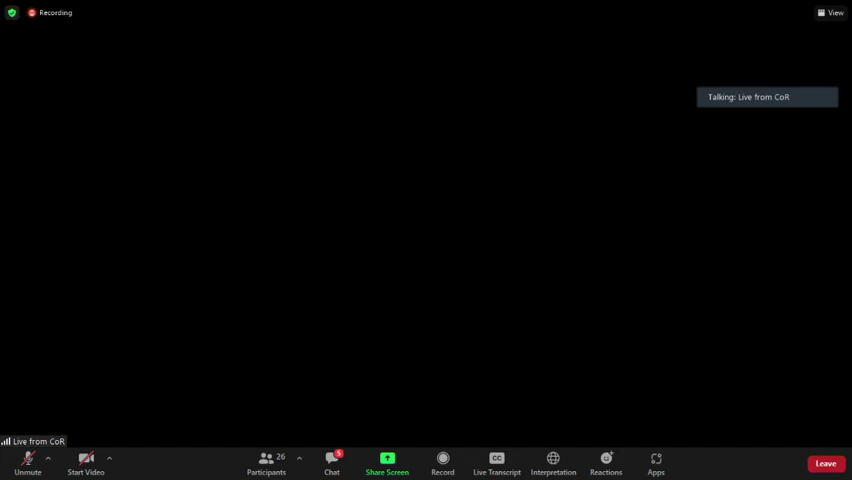 Recording
View
Talking: Live from CoR
Live from CoR
Unmute
Start Video
26
Participants
5
Chat
Share Screen
Record
CC
Live Transcript
Interpretation
Reactions
Apps
Leave